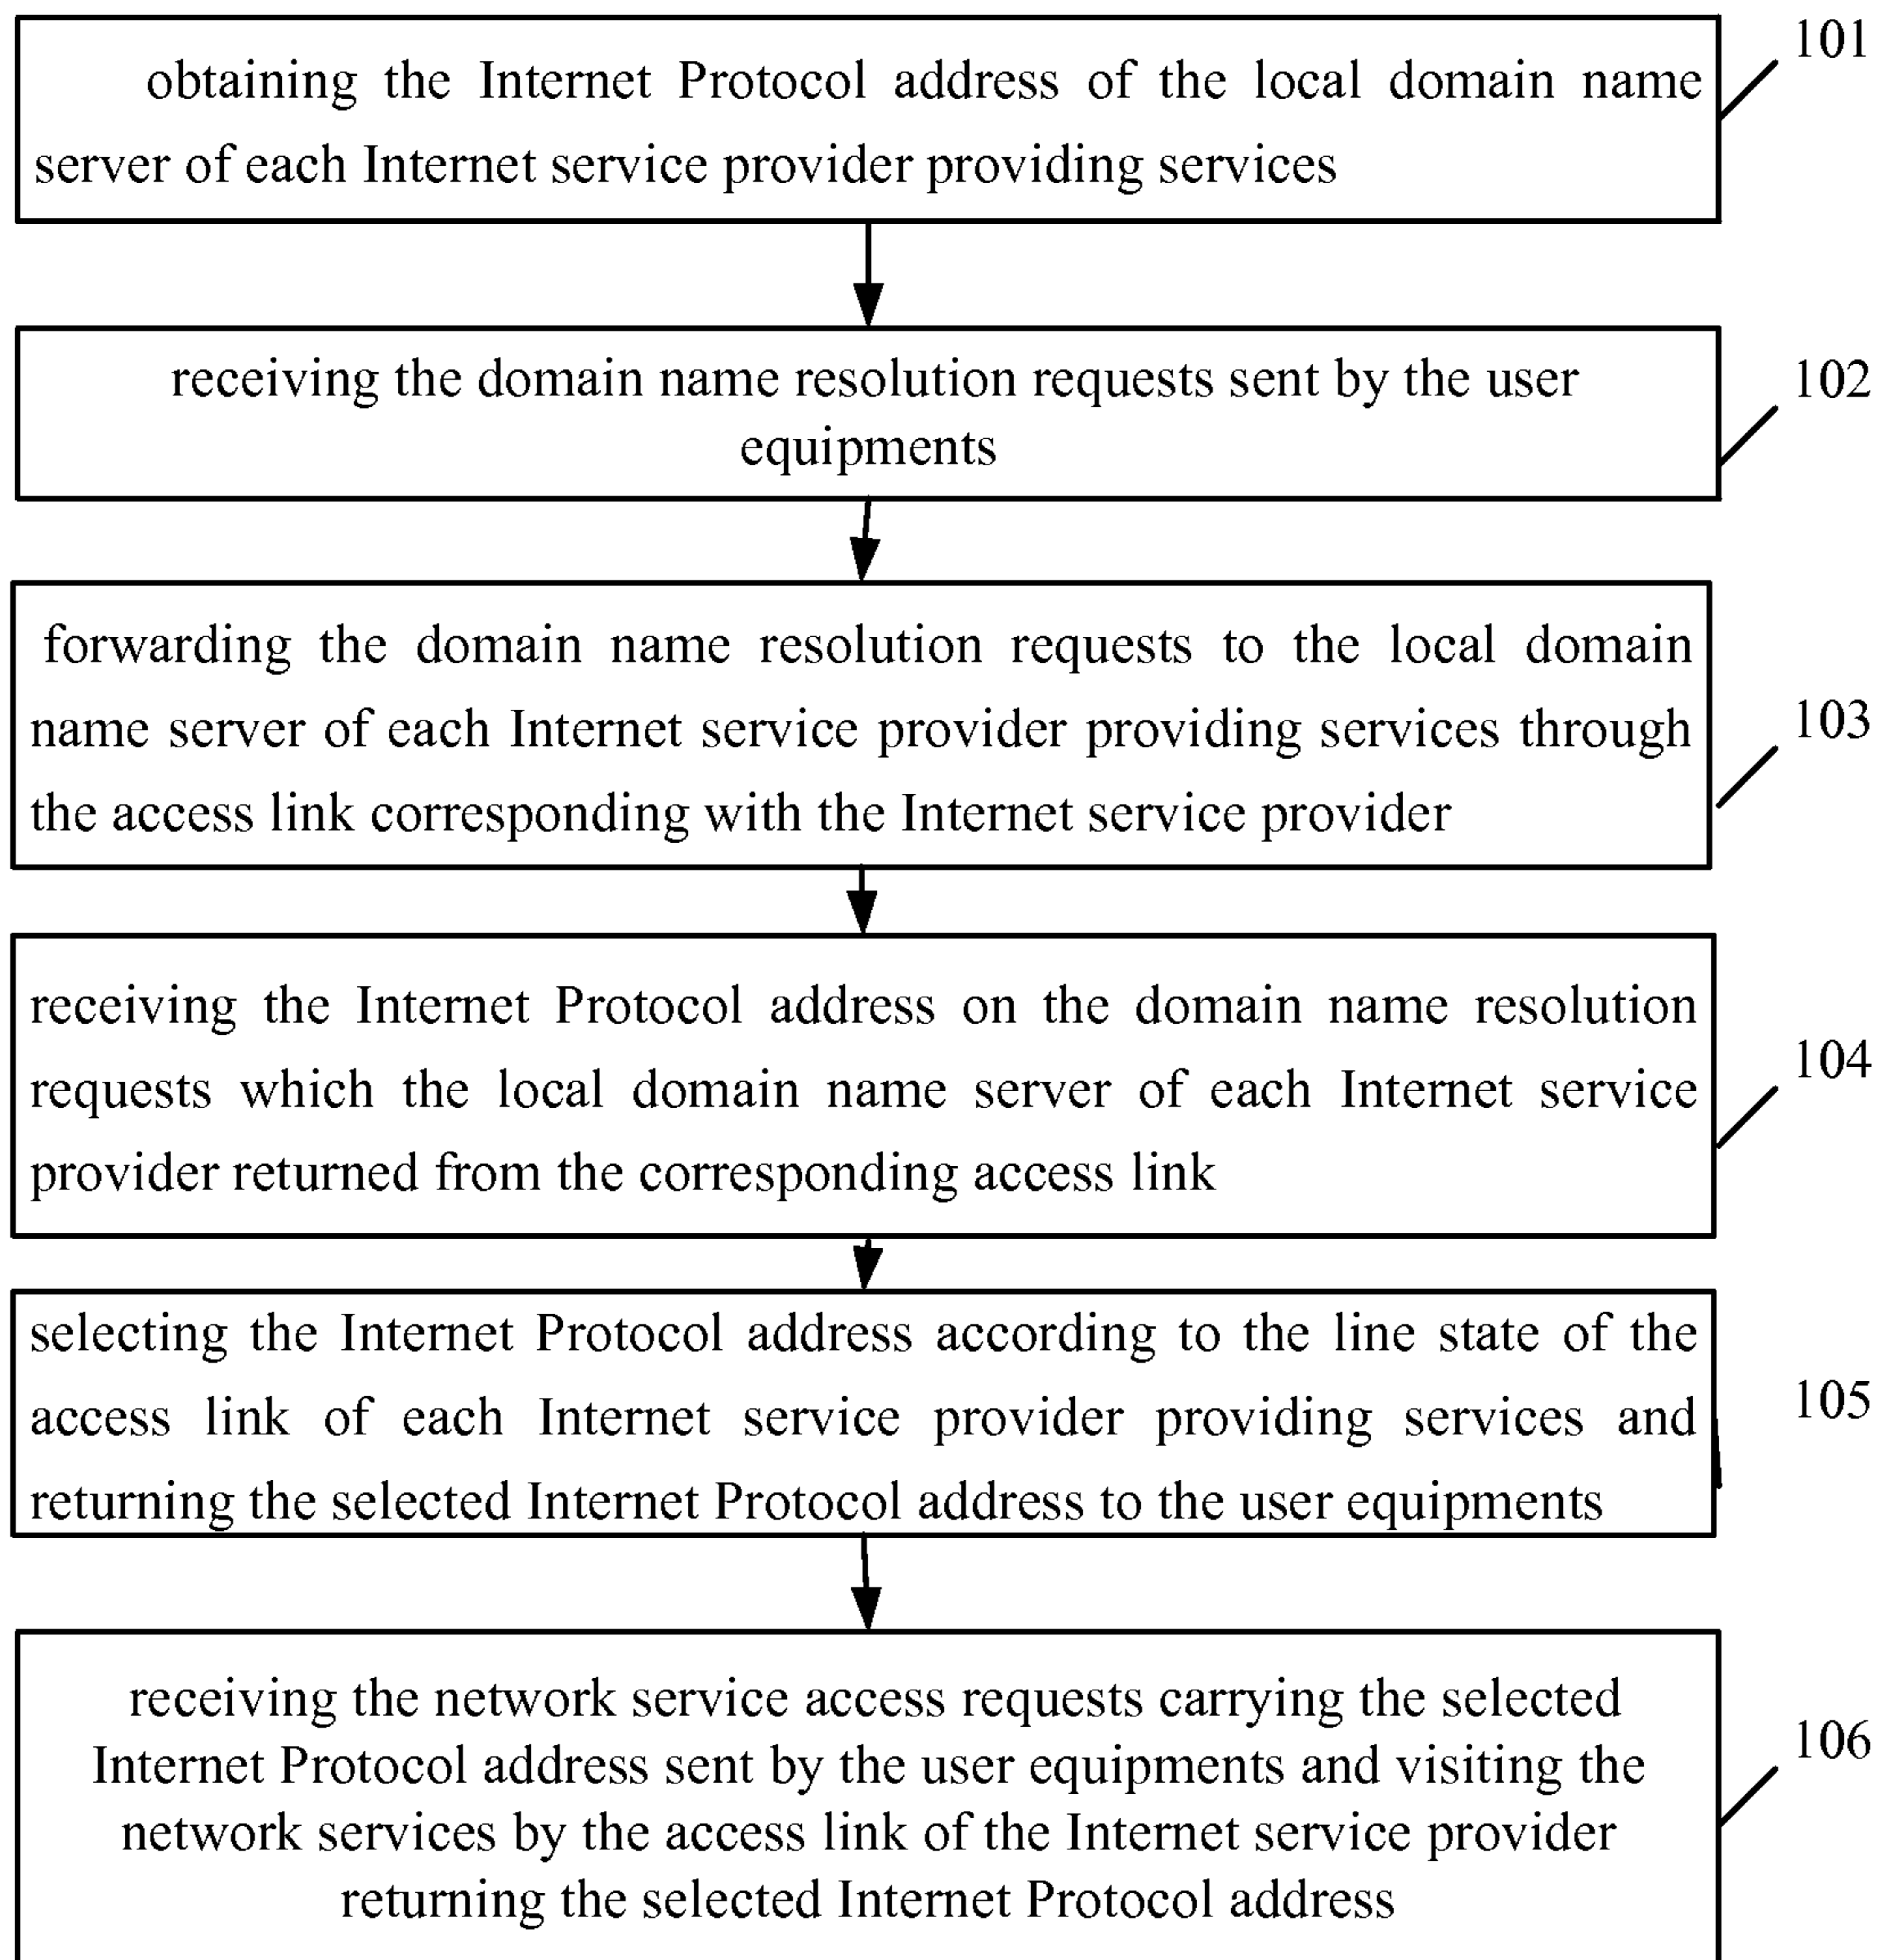 101
obtaining the Internet Protocol address of the local domain name
server of each Internet service provider providing services
receiving the domain name resolution requests sent by the user
equipments
102
forwarding the domain name resolution requests to the local domain
name server of each Internet service provider providing services through
the access link corresponding with the Internet service provider
103
receiving the Internet Protocol address on the domain name resolution
requests which the local domain name server of each Internet service
provider returned from the corresponding access link
104
selecting the Internet Protocol address according to the line state of the
access link of each Internet service provider providing services and
returning the selected Internet Protocol address to the user equipments
105
receiving the network service access requests carrying the selected
Internet Protocol address sent by the user equipments and visiting the
network services by the access link of the Internet service provider
returning the selected Internet Protocol address
106